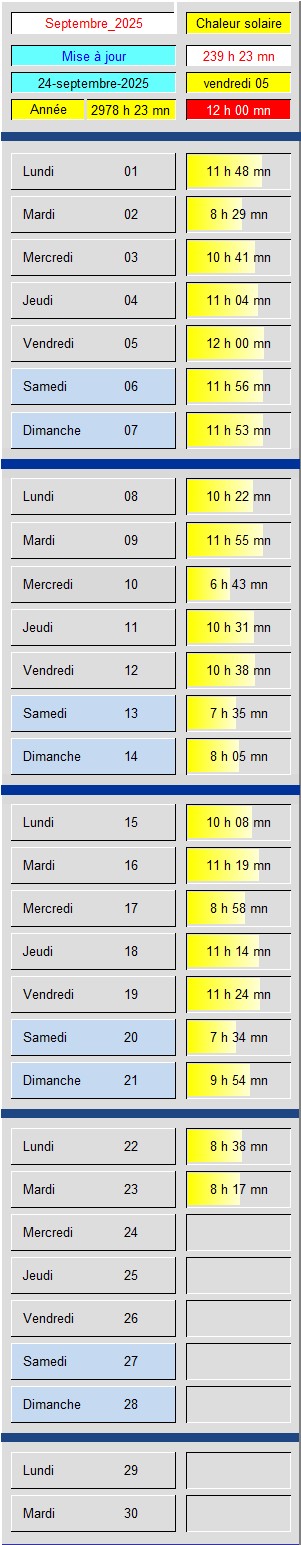 Septembre_2025 Chaleur solaire
Mise à jour 239 h 23 mn
24-septembre-2025 vendredi 05
Année 2978 h 23 mn 12 h 00 mn
Lundi 01 11 h 48 mn
Mardi 02 8 h 29 mn
Mercredi 03 10 h 41 mn
Jeudi 04 11 h 04 mn
Vendredi 05 12 h 00 mn
Samedi 06 11 h 56 mn
Dimanche 07 11 h 53 mn
Lundi 08 10 h 22 mn
Mardi 09 11 h 55 mn
Mercredi 10 6 h 43 mn
Jeudi 11 10 h 31 mn
Vendredi 12 10 h 38 mn
Samedi 13 7 h 35 mn
Dimanche 14 8 h 05 mn
Lundi 15 10 h 08 mn
Mardi 16 11 h 19 mn
Mercredi 17 8 h 58 mn
Jeudi 18 11 h 14 mn
Vendredi 19 11 h 24 mn
Samedi 20 7 h 34 mn
Dimanche 21 9 h 54 mn
Lundi 22 8 h 38 mn
Mardi 23 8 h 17 mn
Mercredi 24
Jeudi 25
Vendredi 26
Samedi 27
Dimanche 28
Lundi 29
Mardi 30